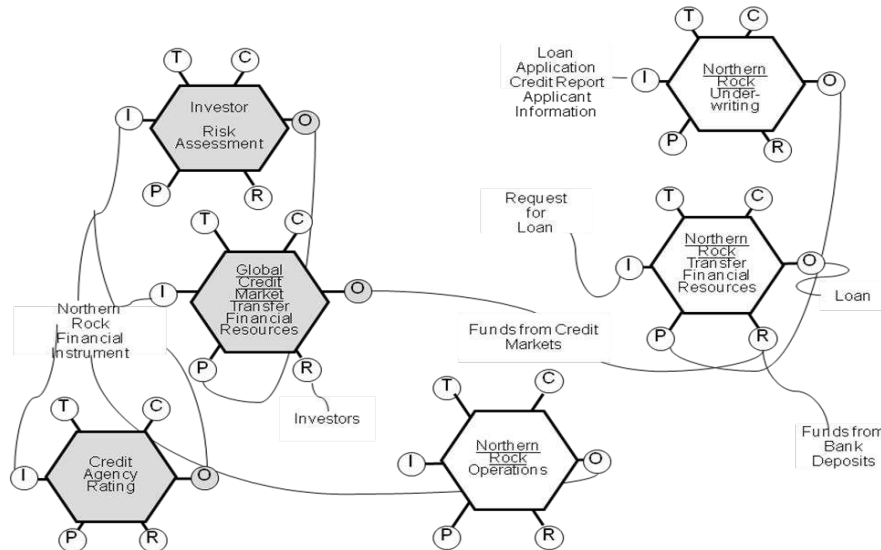 T
C
I
Investor
Risk
Assessment
O
P
R
T
C
I
Global
Credit
Market
Transfer
Financial
Resources
O
P
R
Investors
Northern
Rock
Financial
Instrument
T
C
I
Credit
Agency
Rating
O
P
R
T
C
I
Northern
Rock
Operations
O
P
R
Funds from Credit
Markets
Loan
Application
Credit Report
Applicant
Information
T
C
I
Northern
Rock
Under-
writing
O
P
R
Request
for
Loan
T
C
I
Northern
Rock
Transfer
Financial
Resources
O
P
R
Loan
Funds from
Bank
Deposits